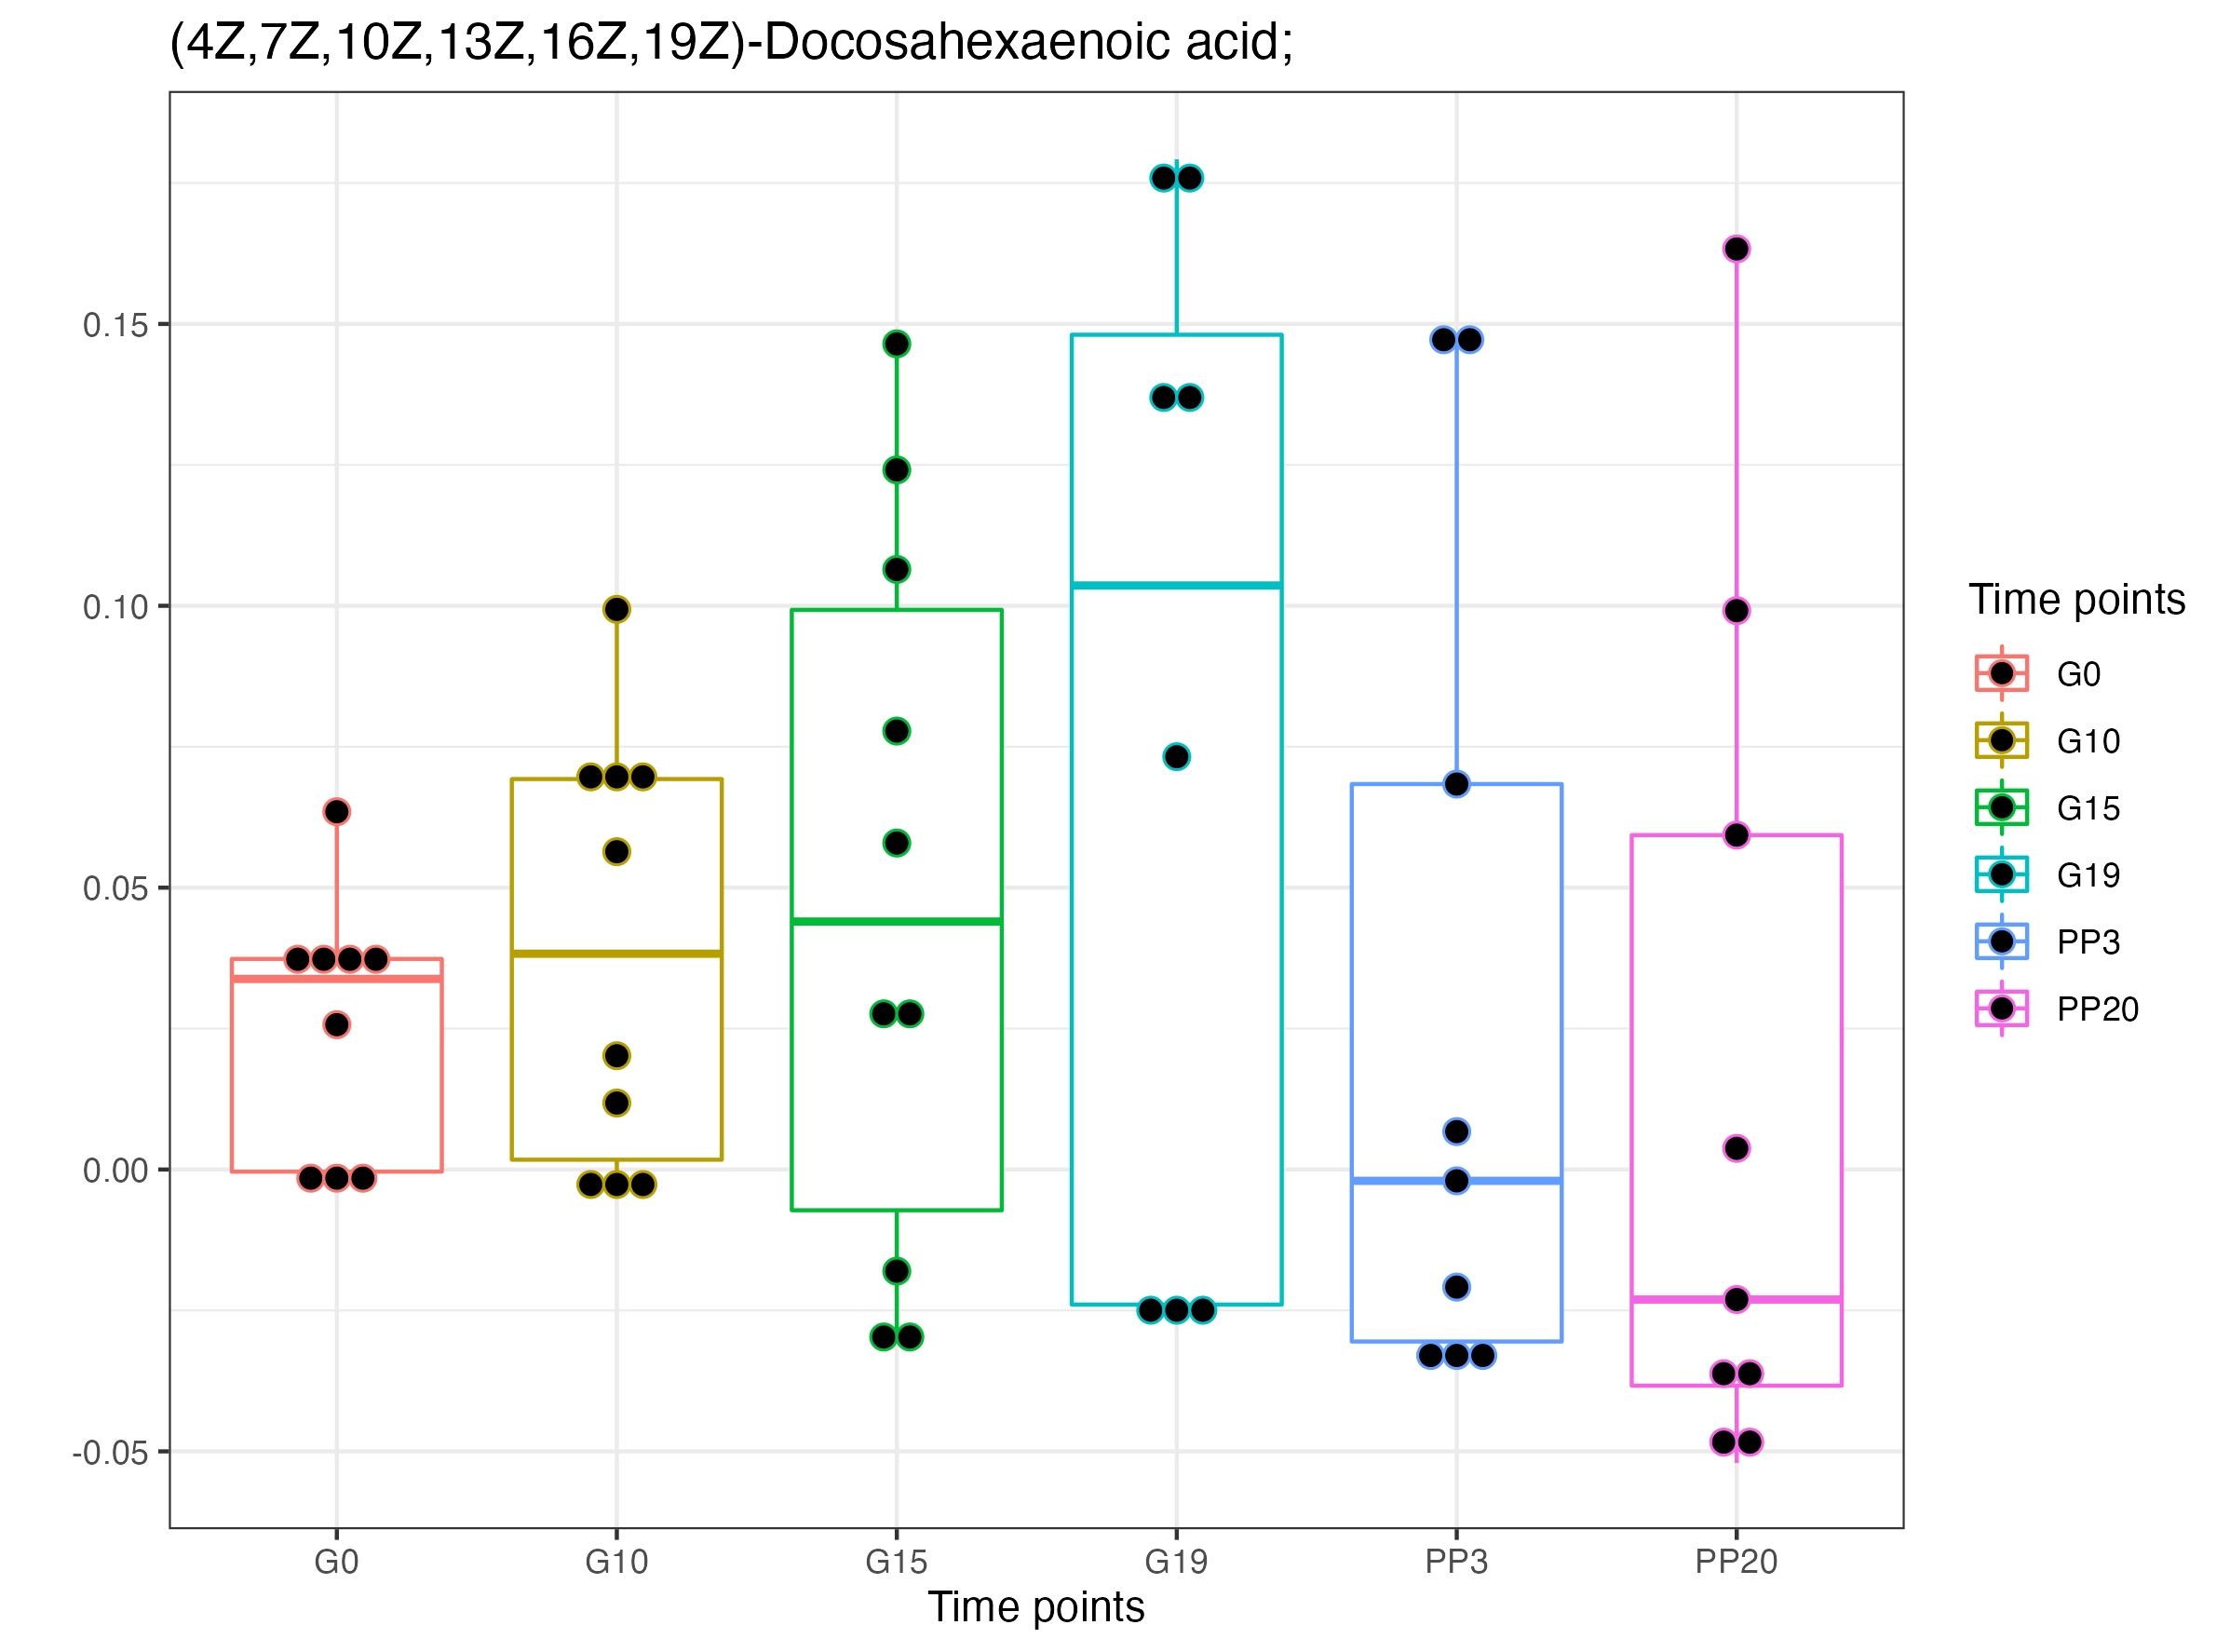 (4Z,7Z,10Z,13Z,16Z,19Z)-Docosahexaenoic acid;
0.15
0.10
0.05
0.00
-0.05
G0 G10 G15 G19 PP3 PP20
Time points
Time points
G0
G10
G15
G19
PP3
PP20